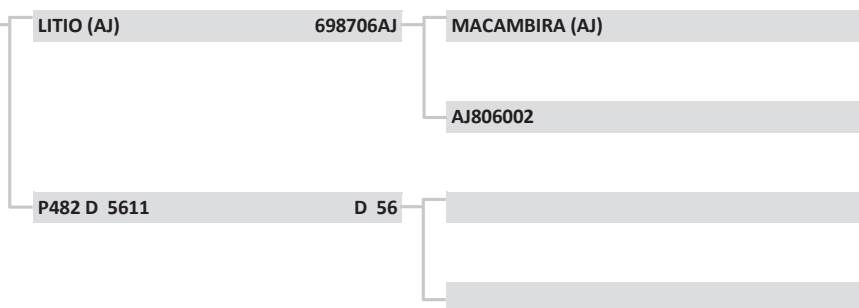 LITIO (AJ) 698706AJ MACAMBIRA (AJ)
AJ806002
P482 D 5611 D 56